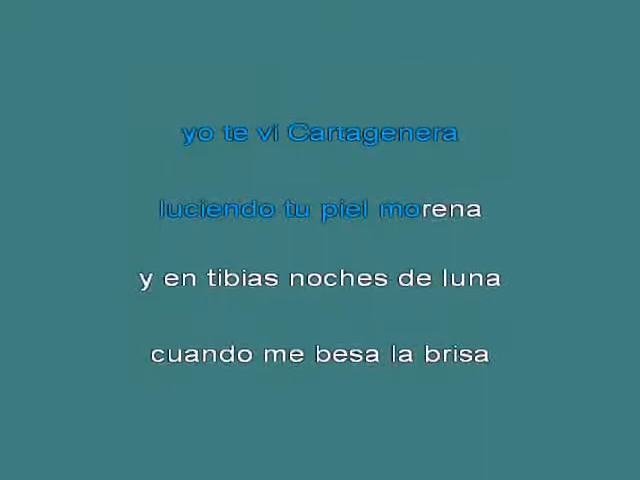 yo te vi Cartagenera
luciendo tu piel morena
y en tibias noches de luna
cuando me besa la brisa